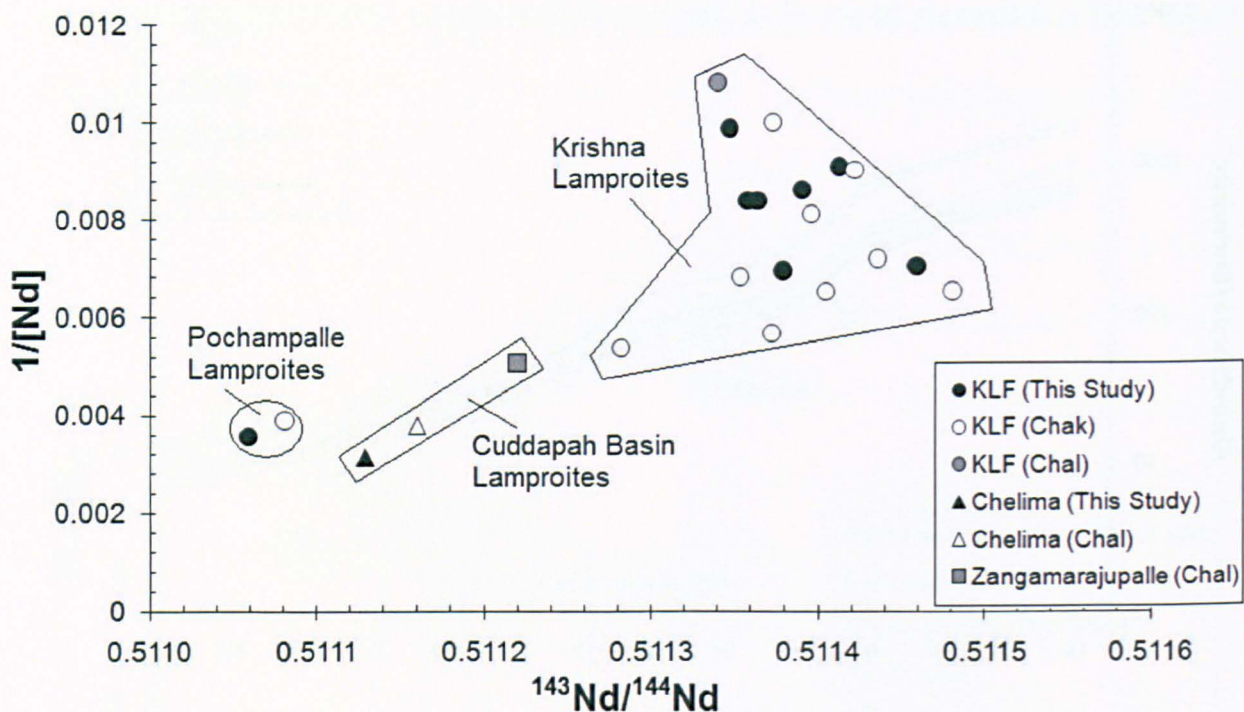 0.012
0.01
0.008
0.006
0.004
0.002
0
1/[Nd]
Krishna
Lamproites
Pochampalle
Lamproites
Cuddapah Basin
Lamproites
KLF (This Study)
KLF (Chak)
KLF (Chal)
Chelima (This Study)
Chelima (Chal)
Zangamarajupalle (Chal)
0.5110 0.5111 0.5112 0.5113 0.5114 0.5115 0.5116
¹⁴³Nd/¹⁴⁴Nd